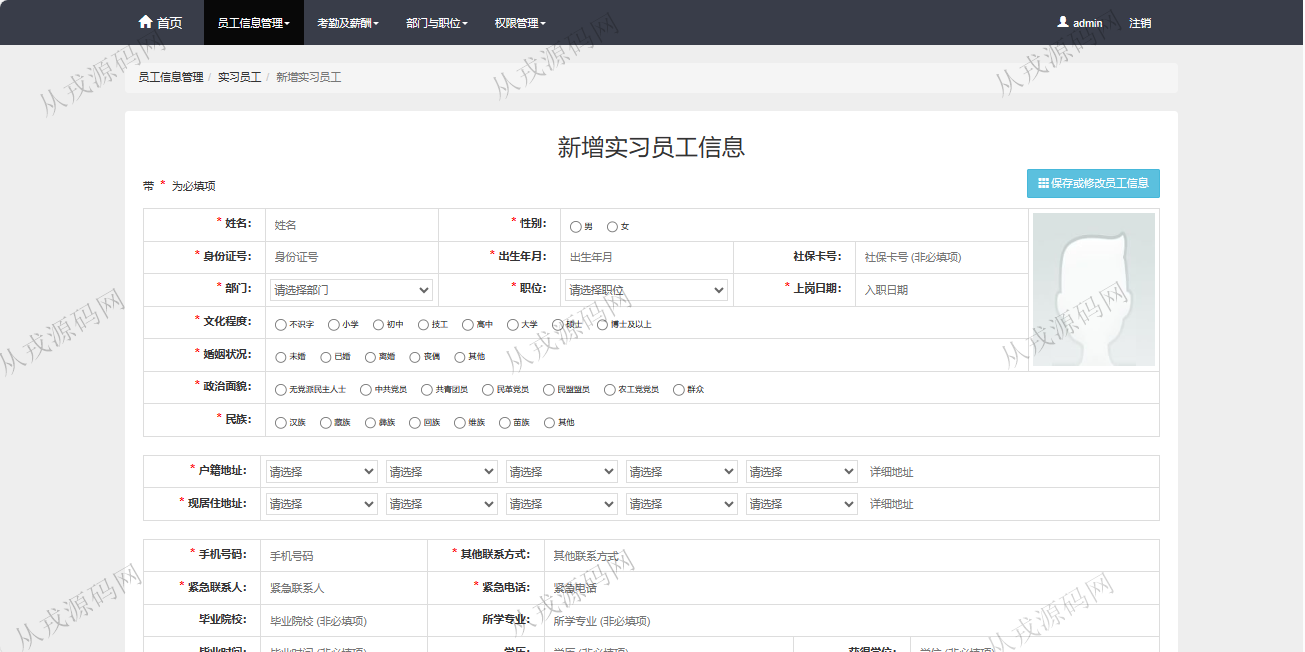 首页 员工信息管理 考勤及薪酬 部门与职位 权限管理 admin 注销
员工信息管理 / 实习员工 / 新增实习员工
新增实习员工信息
带 * 为必填项
保存或修改员工信息
* 姓名: 姓名 * 性别: 男 女
* 身份证号: 身份证号 * 出生年月: 出生年月 社保卡号: 社保卡号 (非必填项)
* 部门: 请选择部门 * 职位: 请选择职位 * 上岗日期: 入职日期
* 文化程度: 不识字 小学 初中 技工 高中 大学 硕士 博士及以上
* 婚姻状况: 未婚 已婚 离婚 丧偶 其他
* 政治面貌: 无党派民主人士 中共党员 共青团员 民革党员 民盟盟员 农工党党员 群众
* 民族: 汉族 藏族 彝族 回族 维族 苗族 其他
* 户籍地址: 请选择 请选择 请选择 请选择 请选择 详细地址
* 现居住地址: 请选择 请选择 请选择 请选择 请选择 详细地址
* 手机号码: 手机号码 * 其他联系方式: 其他联系方式
* 紧急联系人: 紧急联系人 * 紧急电话: 紧急电话
毕业院校: 毕业院校 (非必填项) 所学专业: 所学专业 (非必填项)
毕业时间: 毕业时间 (非必填项) 学历: 学历 (非必填项) 获得学位: 学位 (非必填项)
从戎源码网
从戎源码网
从戎源码网
从戎源码网
从戎源码网
从戎源码网
从戎源码网
从戎源码网
从戎源码网